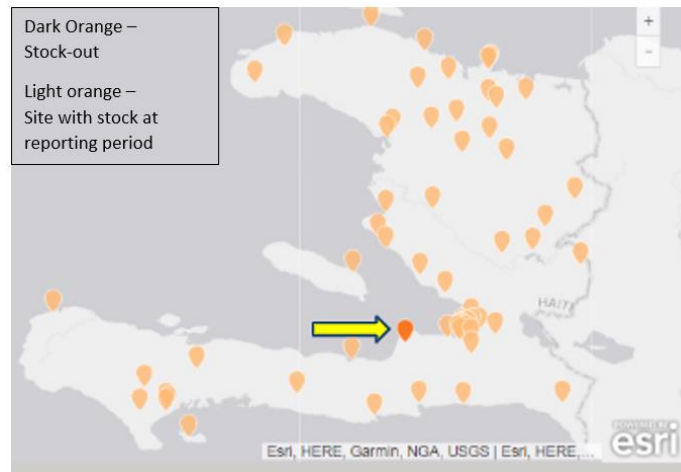 Dark Orange –
Stock-out
Light orange –
Site with stock at
reporting period
+
-
HAITI
POWERED BY
esri
Esri, HERE, Garmin, NGA, USGS | Esri, HERE,...